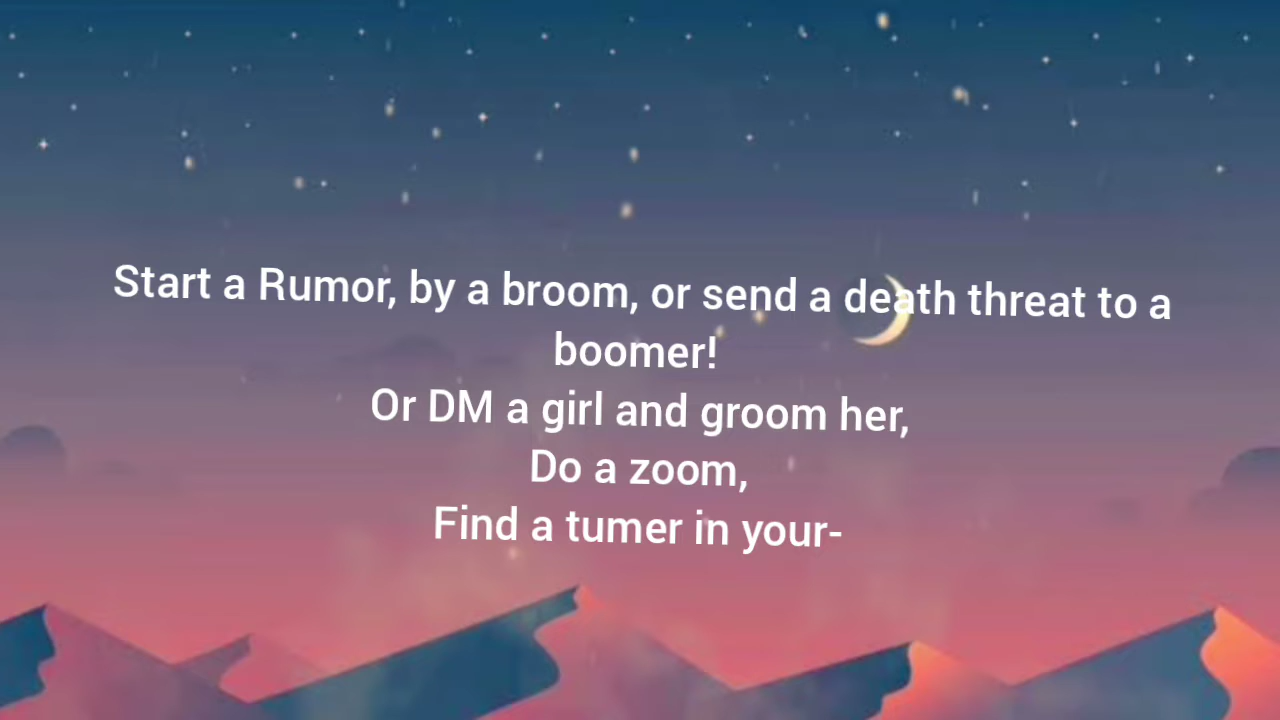 Start a Rumor, by a broom, or send a death threat to a
boomer!
Or DM a girl and groom her,
Do a zoom,
Find a tumer in your-